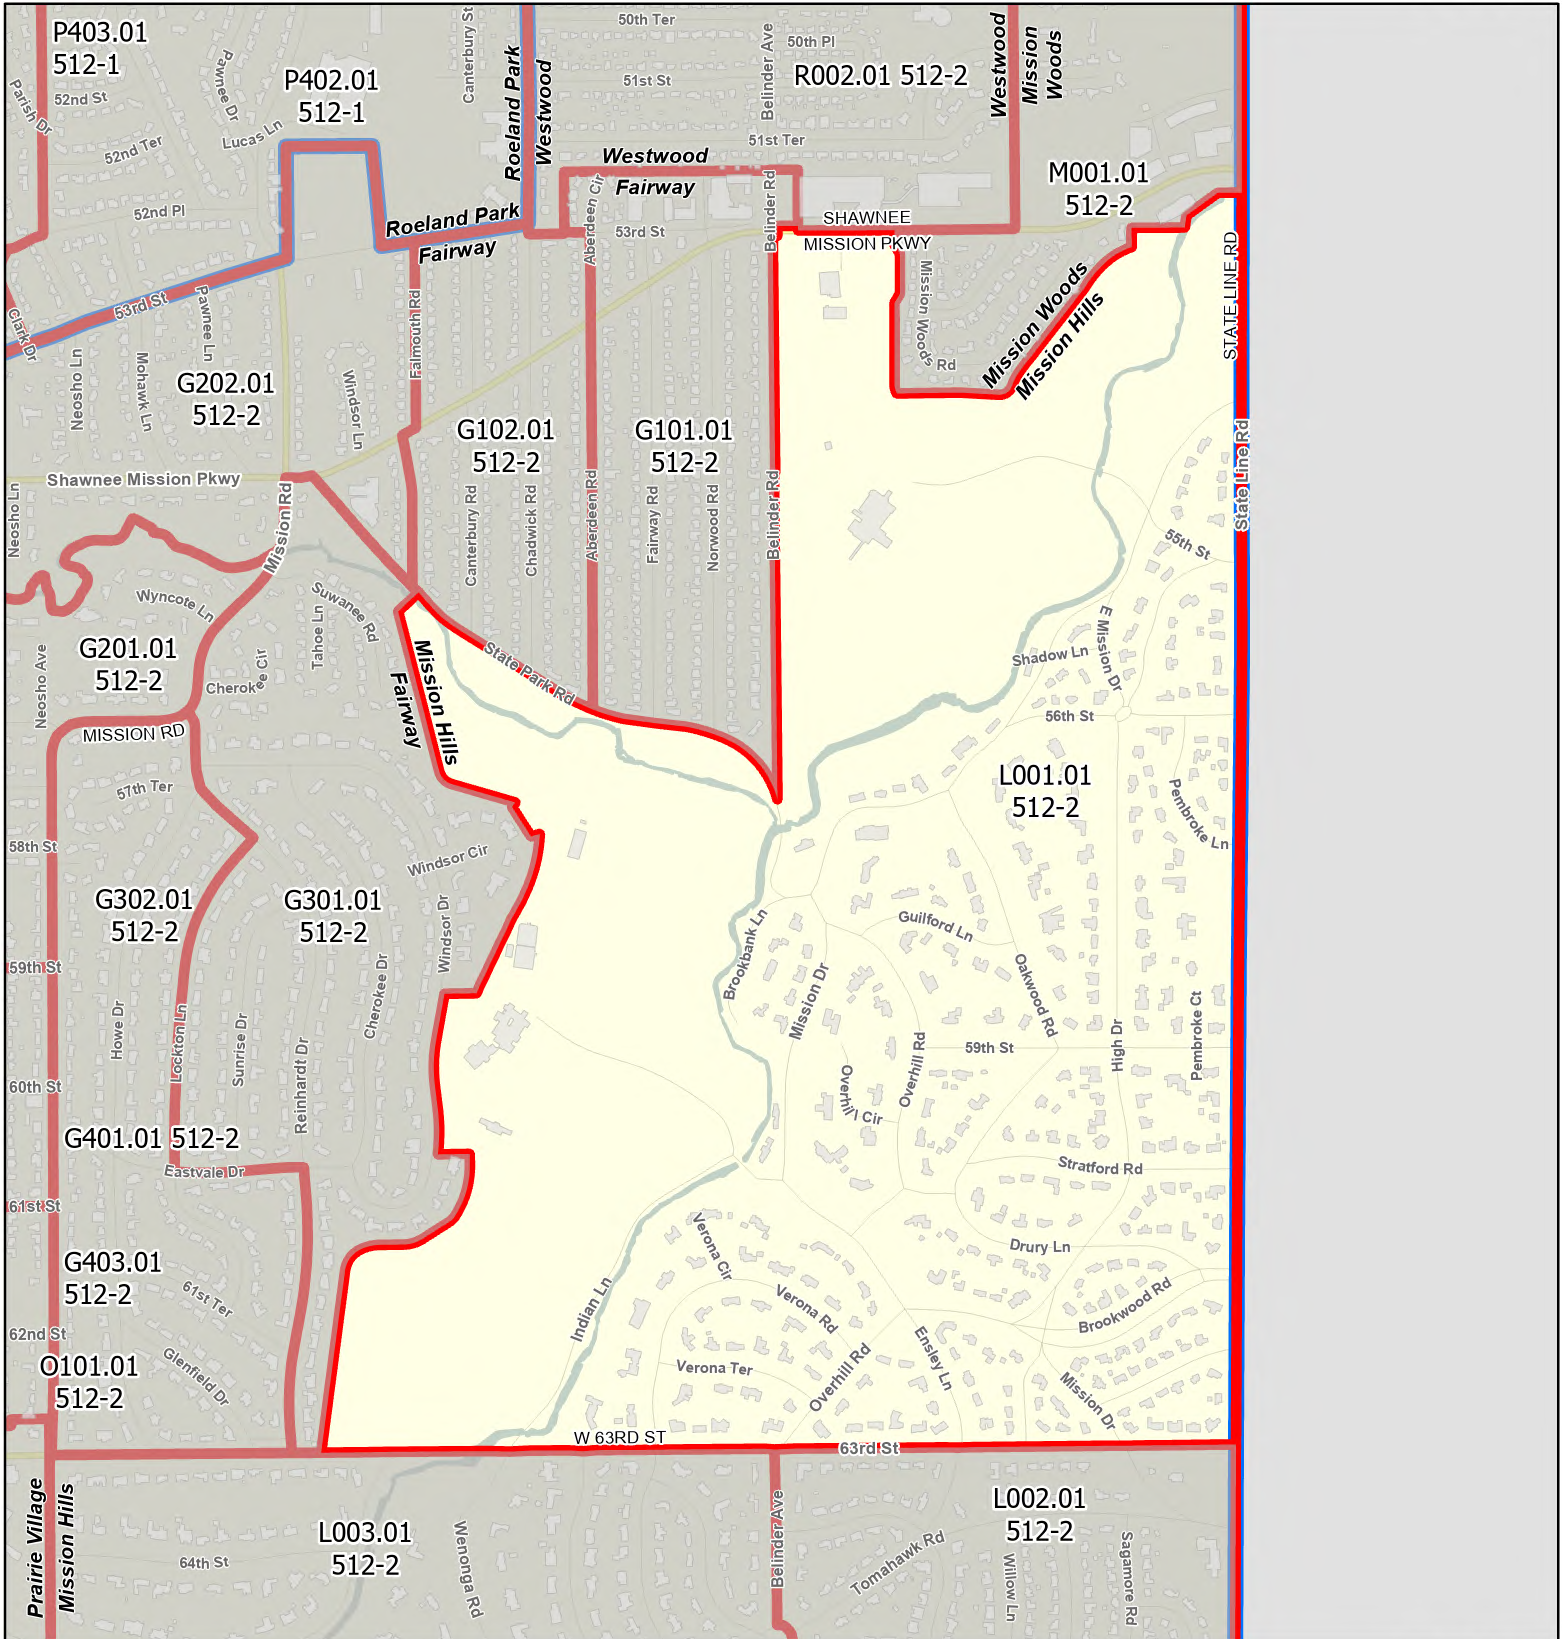 P403.01
512-1
Canterbury St
50th Ter
50th Pl
Belinder Ave
Roeland Park
Westwood
R002.01 512-2
Westwood
Mission
Woods
Pawnee Dr
P402.01
512-1
51st St
52nd St
Parish Dr
Lucas Ln
52nd Ter
51st Ter
Westwood
Fairway
M001.01
512-2
52nd Pl
Roeland Park
Fairway
Aberdeen Cir
53rd St
Belinder Rd
SHAWNEE
MISSION PKWY
STATE LINE RD
Mission Woods
Rd
Mission Woods
Mission Hills
53rd St
Clark Dr
Pawnee Ln
Falmouth Rd
Neosho Ln
Mohawk Ln
G202.01
512-2
Windsor Ln
G102.01
512-2
G101.01
512-2
State Line Rd
Shawnee Mission Pkwy
Neosho Ln
Mission Rd
Canterbury Rd
Chadwick Rd
Aberdeen Rd
Fairway Rd
Norwood Rd
Belinder Rd
55th St
Wyncote Ln
Suwanee Rd
Tahoe Ln
G201.01
512-2
Cherokee Cir
Neosho Ave
Mission Hills
Fairway
State Park Rd
Shadow Ln
E Mission Dr
56th St
MISSION RD
L001.01
512-2
57th Ter
Pembroke Ln
58th St
Windsor Cir
G302.01
512-2
G301.01
512-2
Windsor Dr
Guilford Ln
Brookbank Ln
59th St
Cherokee Dr
Mission Dr
Oakwood Rd
Howe Dr
Lockton Ln
Sunrise Dr
Reinhardt Dr
Overhill Rd
59th St
High Dr
Pembroke Ct
60th St
Overhill Cir
G401.01 512-2
Eastvale Dr
Stratford Rd
61st St
Verona Cir
Drury Ln
G403.01
512-2
61st Ter
Indian Ln
Verona Rd
Brookwood Rd
62nd St
O101.01
512-2
Glenfield Dr
Verona Ter
Overhill Rd
Ensley Ln
Mission Dr
W 63RD ST
63rd St
Prairie Village
Mission Hills
L003.01
512-2
64th St
Wenonga Rd
Belinder Ave
L002.01
512-2
Tomahawk Rd
Willow Ln
Sagamore Rd